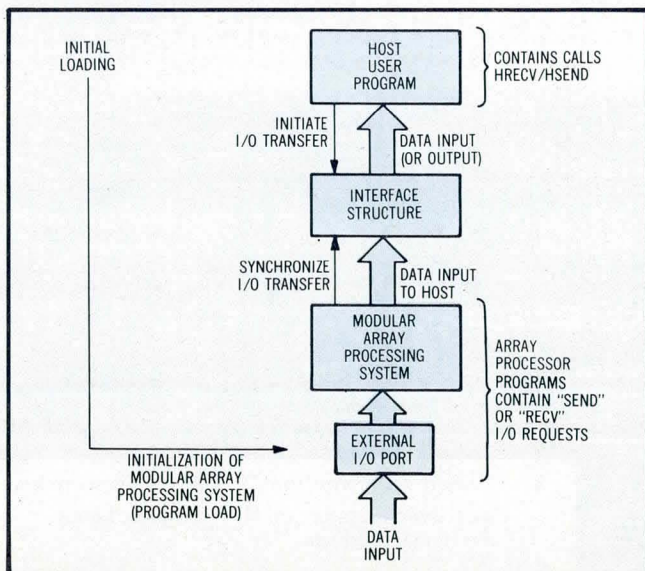 INITIAL
LOADING
HOST
USER
PROGRAM
CONTAINS CALLS
HRECV/HSEND
INITIATE
I/O TRANSFER
DATA INPUT
(OR OUTPUT)
INTERFACE
STRUCTURE
SYNCHRONIZE
I/O TRANSFER
DATA INPUT
TO HOST
MODULAR
ARRAY
PROCESSING
SYSTEM
ARRAY
PROCESSOR
PROGRAMS
CONTAIN "SEND"
OR "RECV"
I/O REQUESTS
EXTERNAL
I/O PORT
INITIALIZATION OF
MODULAR ARRAY
PROCESSING SYSTEM
(PROGRAM LOAD)
DATA
INPUT